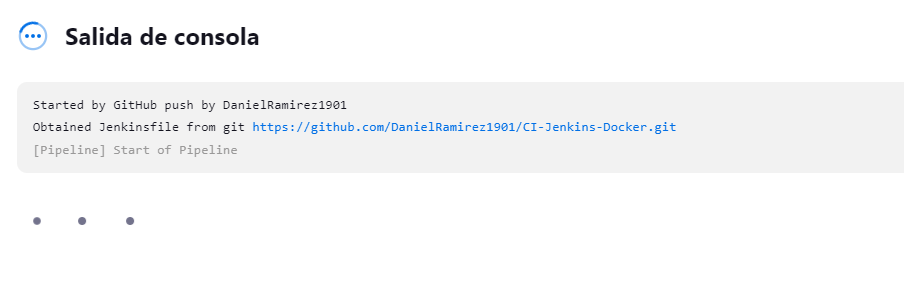 Salida de consola
Started by GitHub push by DanielRamirez1901
Obtained Jenkinsfile from git https://github.com/DanielRamirez1901/CI-Jenkins-Docker.git
[Pipeline] Start of Pipeline